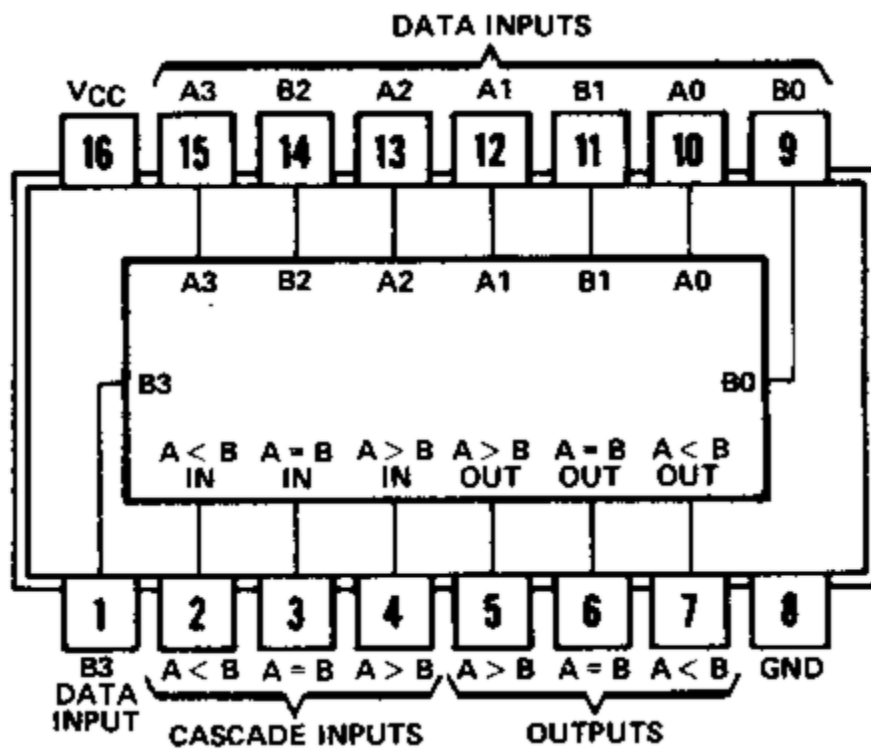 DATA INPUTS
VCC A3 B2 A2 A1 B1 A0 B0
16 15 14 13 12 11 10 9
A3 B2 A2 A1 B1 A0
B3 B0
A < B A = B A > B A > B A = B A < B
IN IN IN OUT OUT OUT
1 2 3 4 5 6 7 8
B3 A < B A = B A > B A > B A = B A < B GND
DATA
INPUT
CASCADE INPUTS OUTPUTS